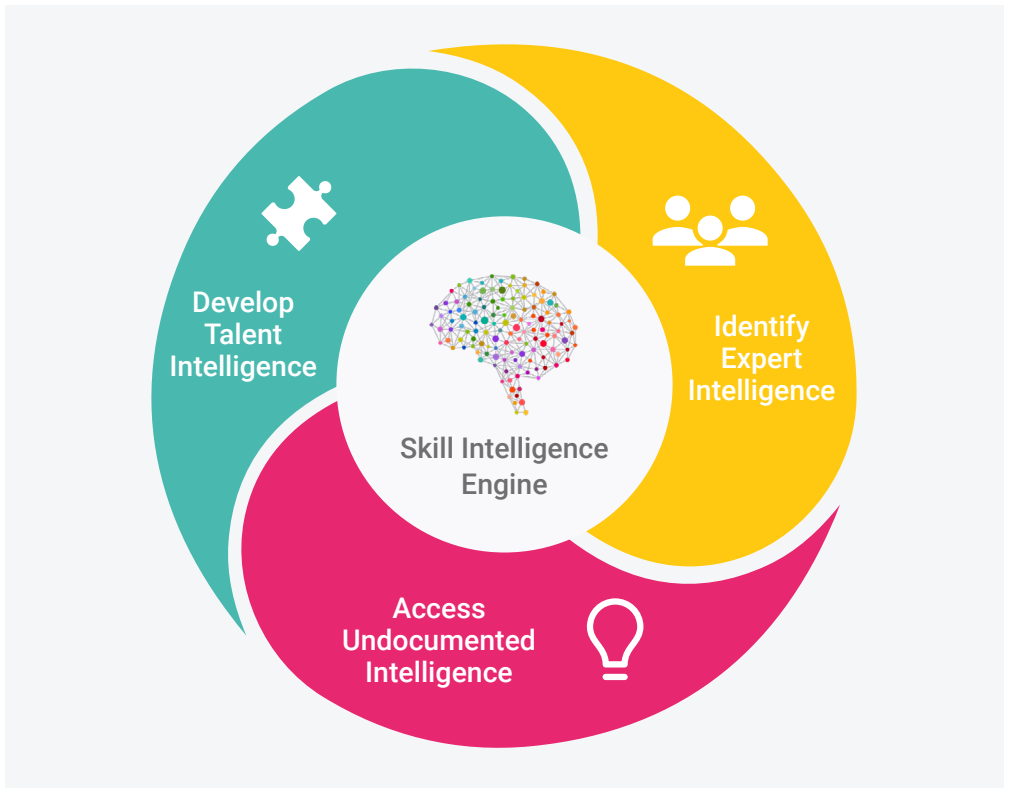 Develop
Talent
Intelligence
Identify
Expert
Intelligence
Skill Intelligence
Engine
Access
Undocumented
Intelligence